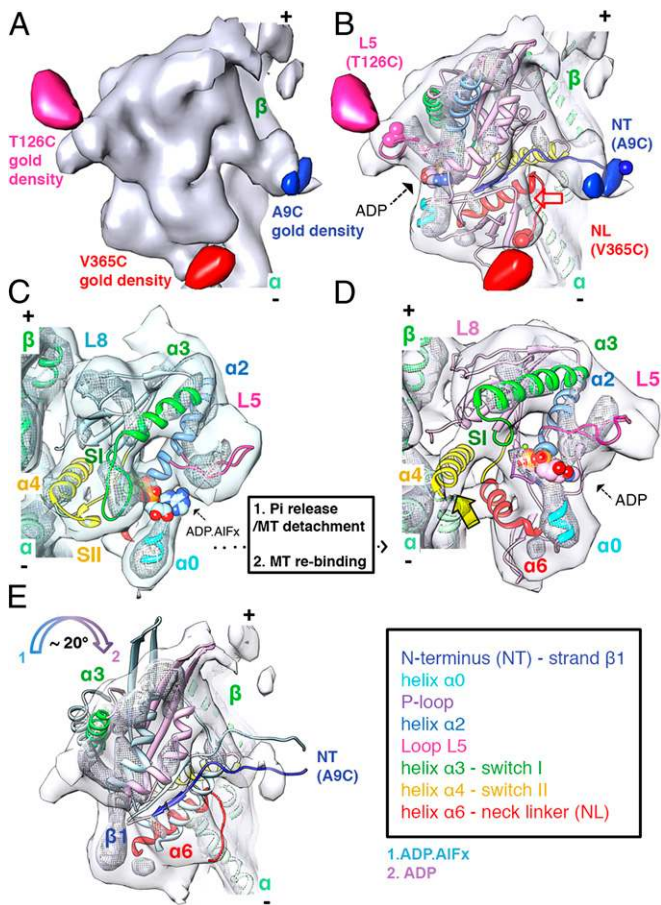 A
+
β
T126C
gold
density
A9C
gold density
V365C
gold density
α
-
B
+
L5
(T126C)
β
NT
(A9C)
ADP
NL
(V365C)
α
-
C
+
β
L8
α3
α2
L5
SI
α4
α
-
SII
α0
ADP.AlFx
1. Pi release
/MT detachment
2. MT re-binding
D
+
β
L8
α3
α2
L5
SI
α4
α
-
ADP
α6
α0
E
1
~ 20°
2
+
α3
β
NT
(A9C)
β1
α6
α
-
N-terminus (NT) - strand β1
helix α0
P-loop
helix α2
Loop L5
helix α3 - switch I
helix α4 - switch II
helix α6 - neck linker (NL)
1.ADP.AlFx
2. ADP